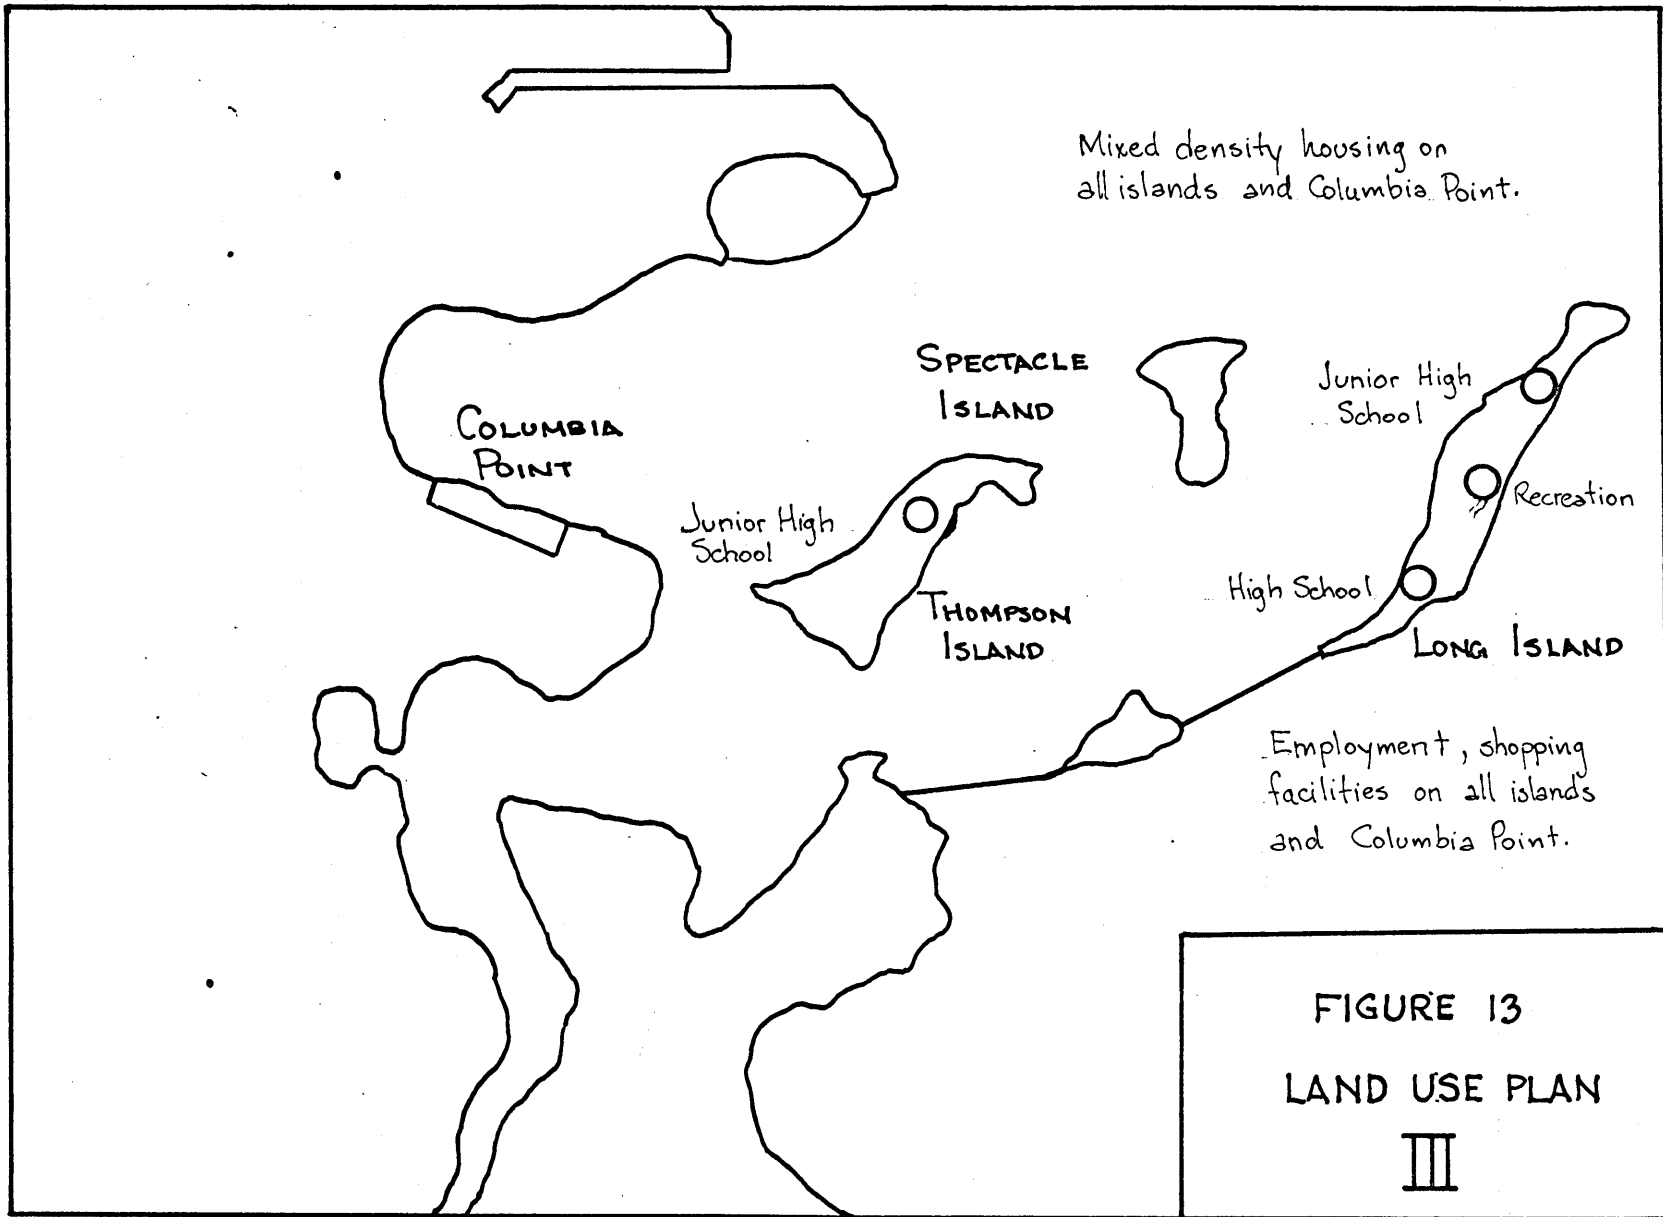 Mixed density housing on
all islands and Columbia Point.
SPECTACLE
ISLAND
Junior High
School
COLUMBIA
POINT
Recreation
Junior High
School
High School
THOMPSON
ISLAND
LONG ISLAND
Employment, shopping
facilities on all islands
and Columbia Point.
FIGURE 13
LAND USE PLAN
III